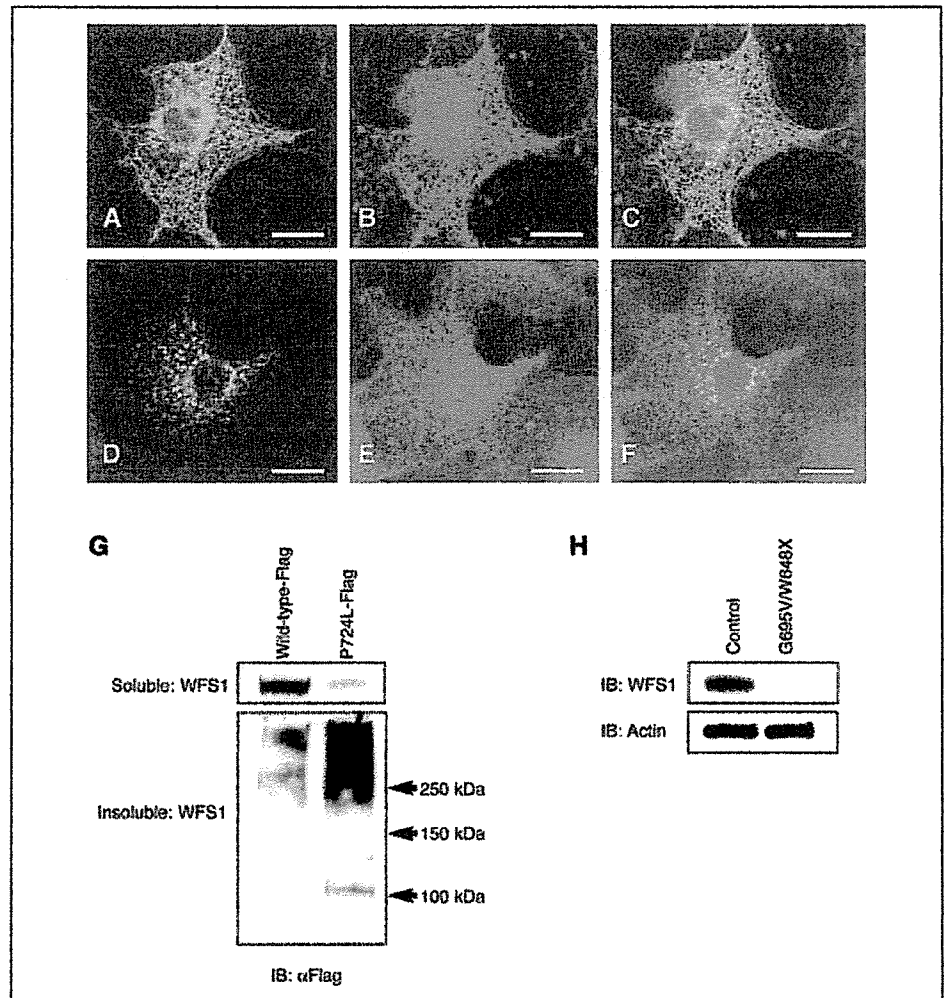 A
B
C
D
E
F
G
H
Wild-type-Flag
P724L-Flag
Control
G695V/W648X
Soluble: WFS1
Insoluble: WFS1
250 kDa
150 kDa
100 kDa
IB: αFlag
IB: WFS1
IB: Actin